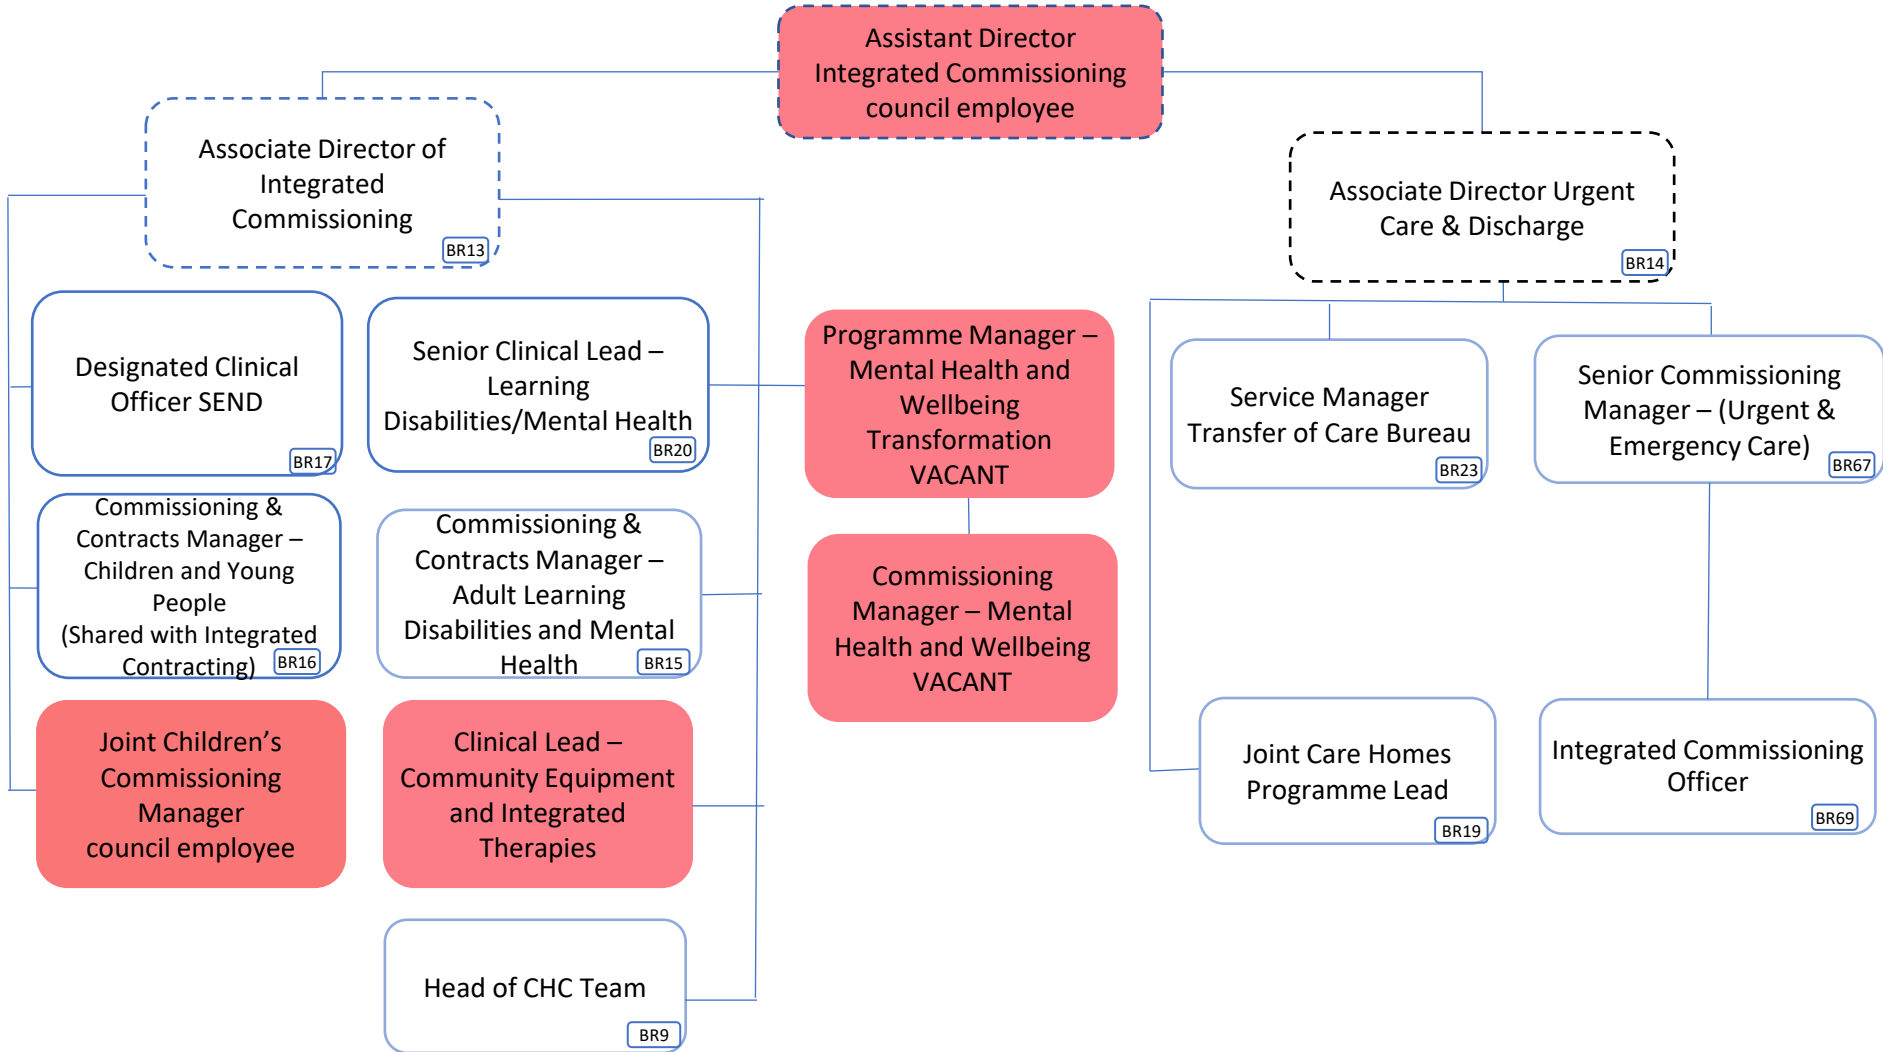 Assistant Director
Integrated Commissioning
council employee
Associate Director of
Integrated
Commissioning
BR13
Associate Director Urgent
Care & Discharge
BR14
Designated Clinical
Officer SEND
BR17
Senior Clinical Lead –
Learning
Disabilities/Mental Health
BR20
Programme Manager –
Mental Health and
Wellbeing
Transformation
VACANT
Service Manager
Transfer of Care Bureau
BR23
Senior Commissioning
Manager – (Urgent &
Emergency Care)
BR67
Commissioning &
Contracts Manager –
Children and Young
People
(Shared with Integrated
Contracting)
BR16
Commissioning &
Contracts Manager –
Adult Learning
Disabilities and Mental
Health
BR15
Commissioning
Manager – Mental
Health and Wellbeing
VACANT
Joint Children’s
Commissioning
Manager
council employee
Clinical Lead –
Community Equipment
and Integrated
Therapies
Joint Care Homes
Programme Lead
BR19
Integrated Commissioning
Officer
BR69
Head of CHC Team
BR9